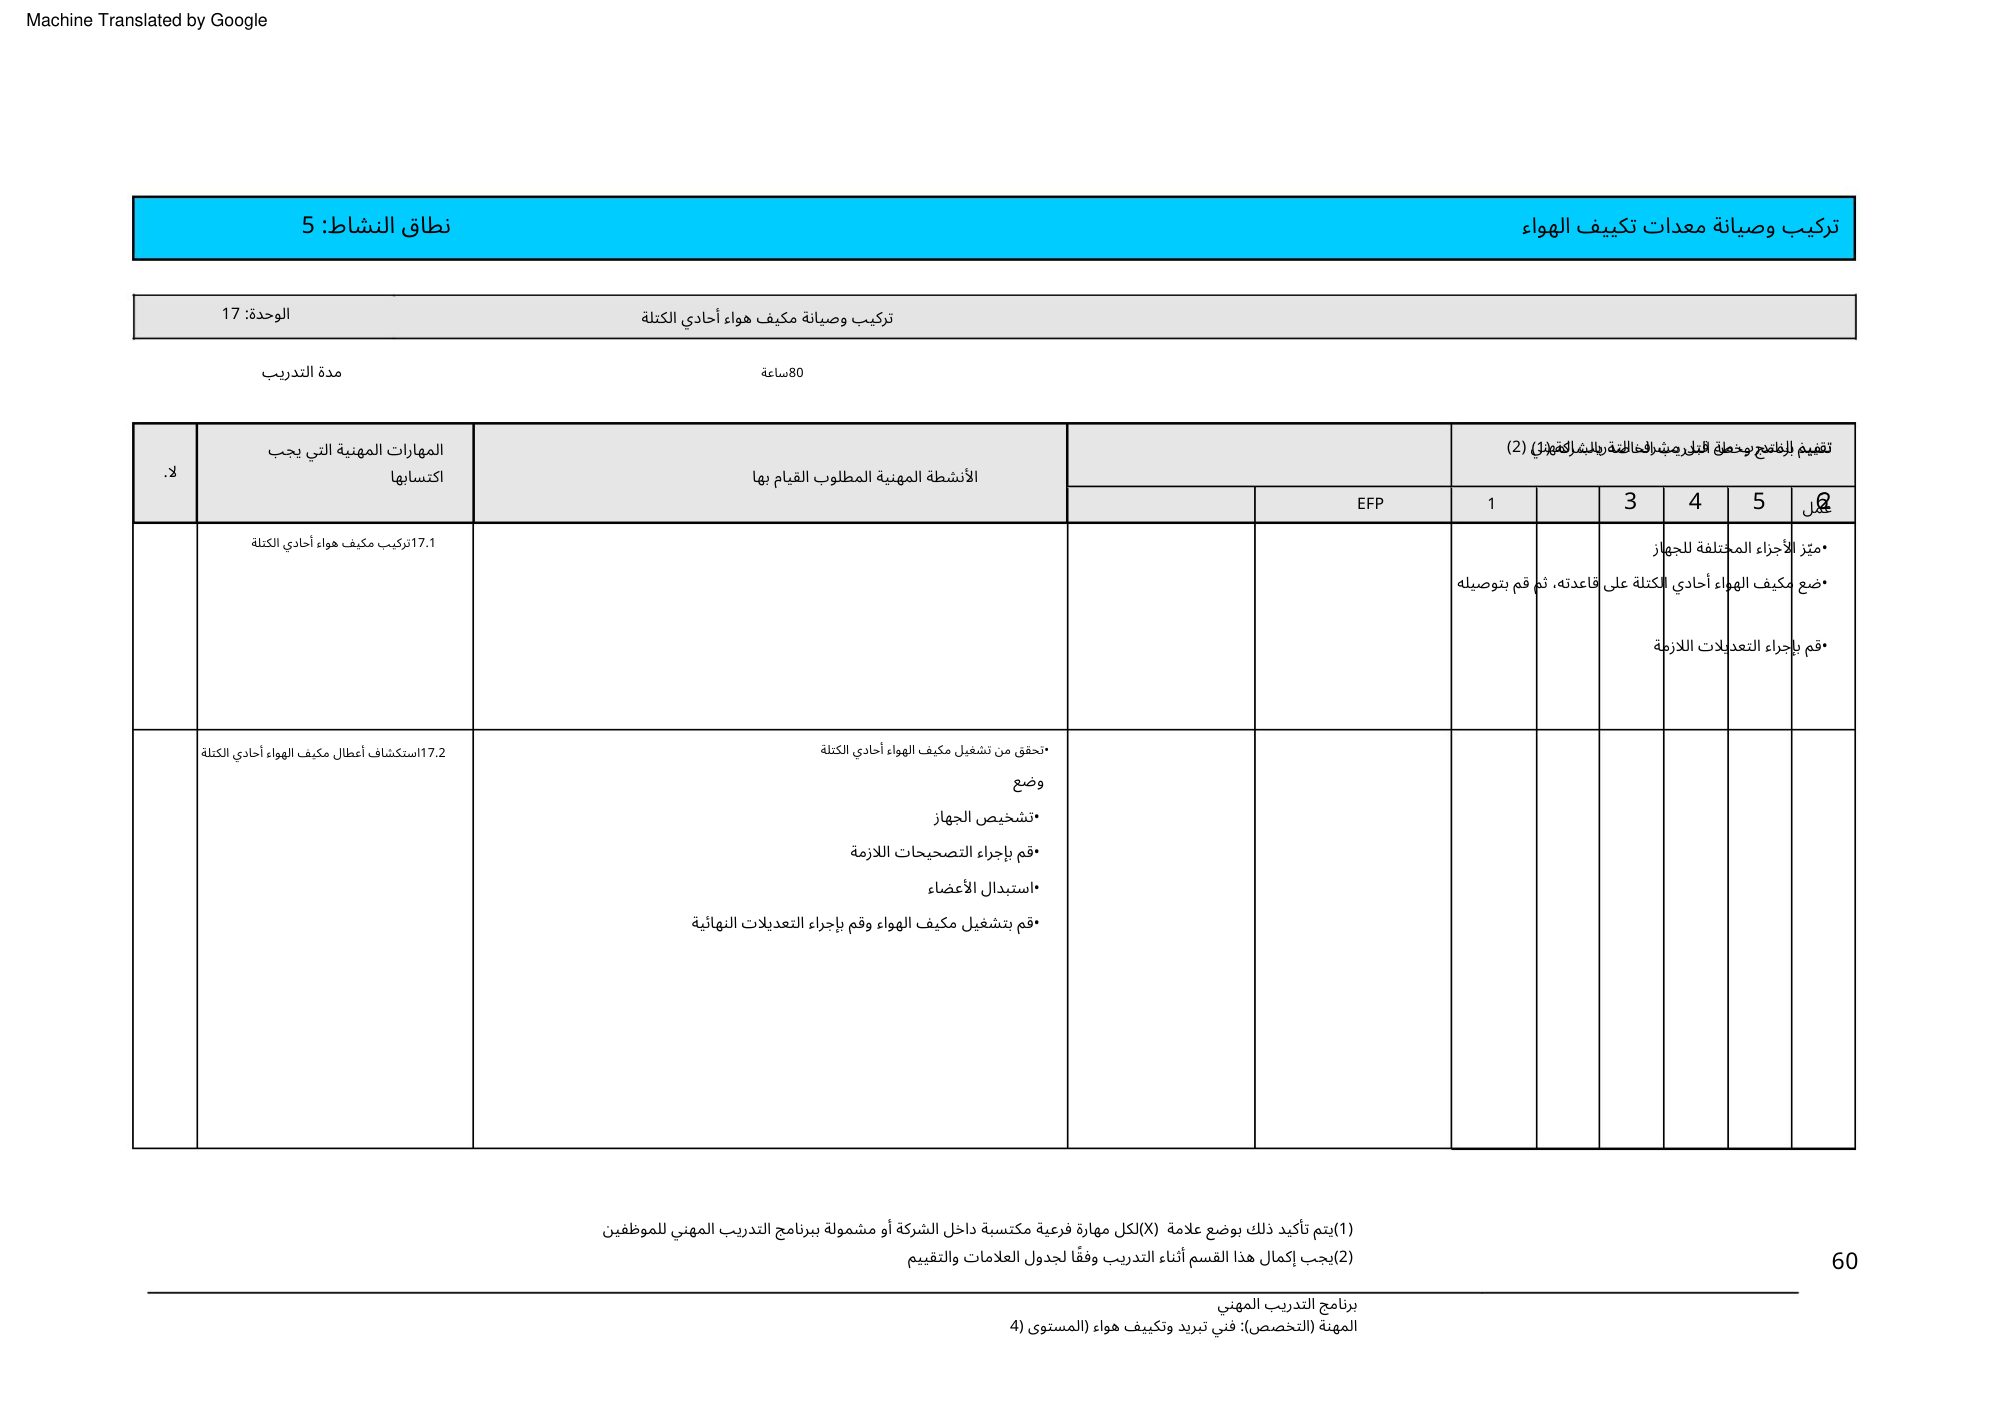 Machine Translated by Google
تركيب وصيانة معدات تكييف الهواء
نطاق النشاط: 5
تركيب وصيانة مكيف هواء أحادي الكتلة
الوحدة: 17
مدة التدريب
80ساعة
لا.
المهارات المهنية التي يجب
اكتسابها
الأنشطة المهنية المطلوب القيام بها
(2)
EFP
1
3
4
5
عمل
17.1تركيب مكيف هواء أحادي الكتلة
•ميّز الأجزاء المختلفة للجهاز
•ضع مكيف الهواء أحادي الكتلة على قاعدته، ثم قم بتوصيله
•قم بإجراء التعديلات اللازمة
17.2استكشاف أعطال مكيف الهواء أحادي الكتلة
•تحقق من تشغيل مكيف الهواء أحادي الكتلة
وضع
•تشخيص الجهاز
•قم بإجراء التصحيحات اللازمة
•استبدال الأعضاء
•قم بتشغيل مكيف الهواء وقم بإجراء التعديلات النهائية
(1)يتم تأكيد ذلك بوضع علامة (X)لكل مهارة فرعية مكتسبة داخل الشركة أو مشمولة ببرنامج التدريب المهني للموظفين
(2)يجب إكمال هذا القسم أثناء التدريب وفقًا لجدول العلامات والتقييم
60
برنامج التدريب المهني
المهنة (التخصص): فني تبريد وتكييف هواء (المستوى 4)